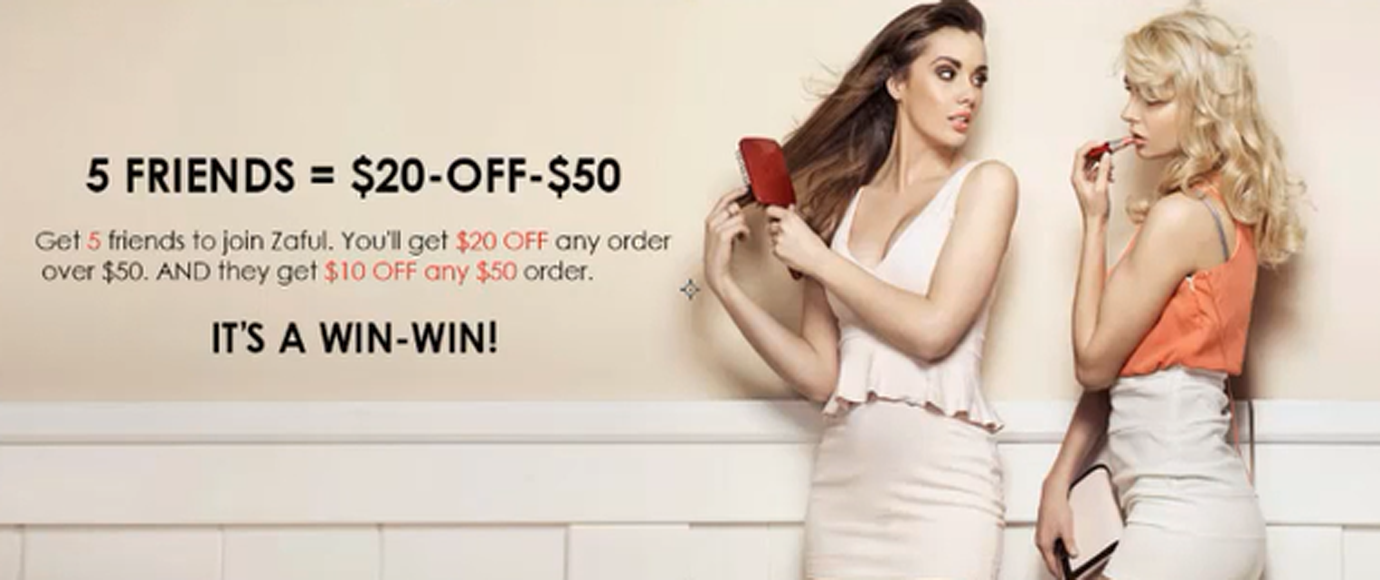 5 FRIENDS = $20-OFF-$50
Get 5 friends to join Zaful. You'll get $20 OFF any order
over $50. AND they get $10 OFF any $50 order.
IT'S A WIN-WIN!